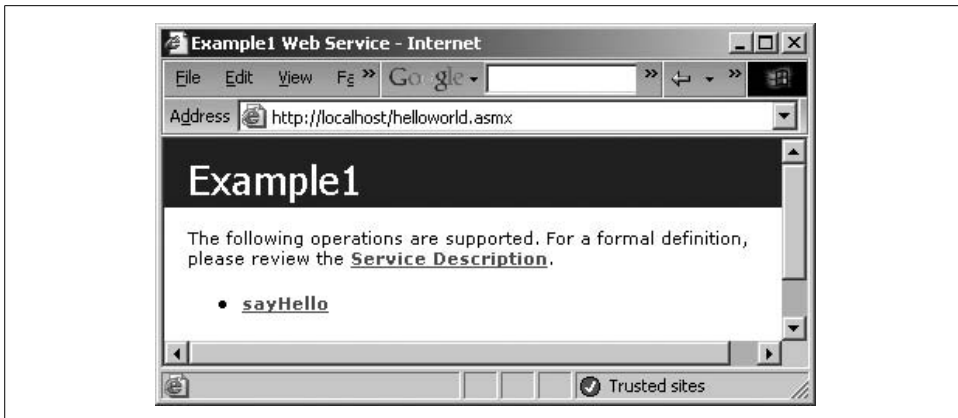 Example1 Web Service - Internet
File Edit View Fa » Google » »
Address http://localhost/helloworld.asmx
Example1
The following operations are supported. For a formal definition,
please review the Service Description.
• sayHello
Trusted sites